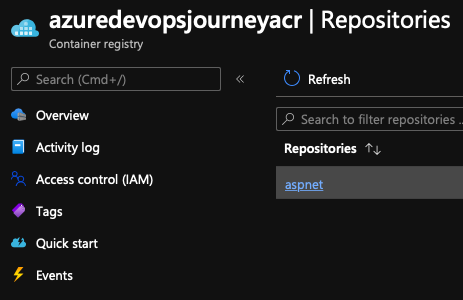 azuredevopsjourneyacr | Repositories
Container registry
Search (Cmd+/)
«
Refresh
Overview
Activity log
Access control (IAM)
Tags
Quick start
Events
Search to filter repositories ...
Repositories ↑↓
aspnet